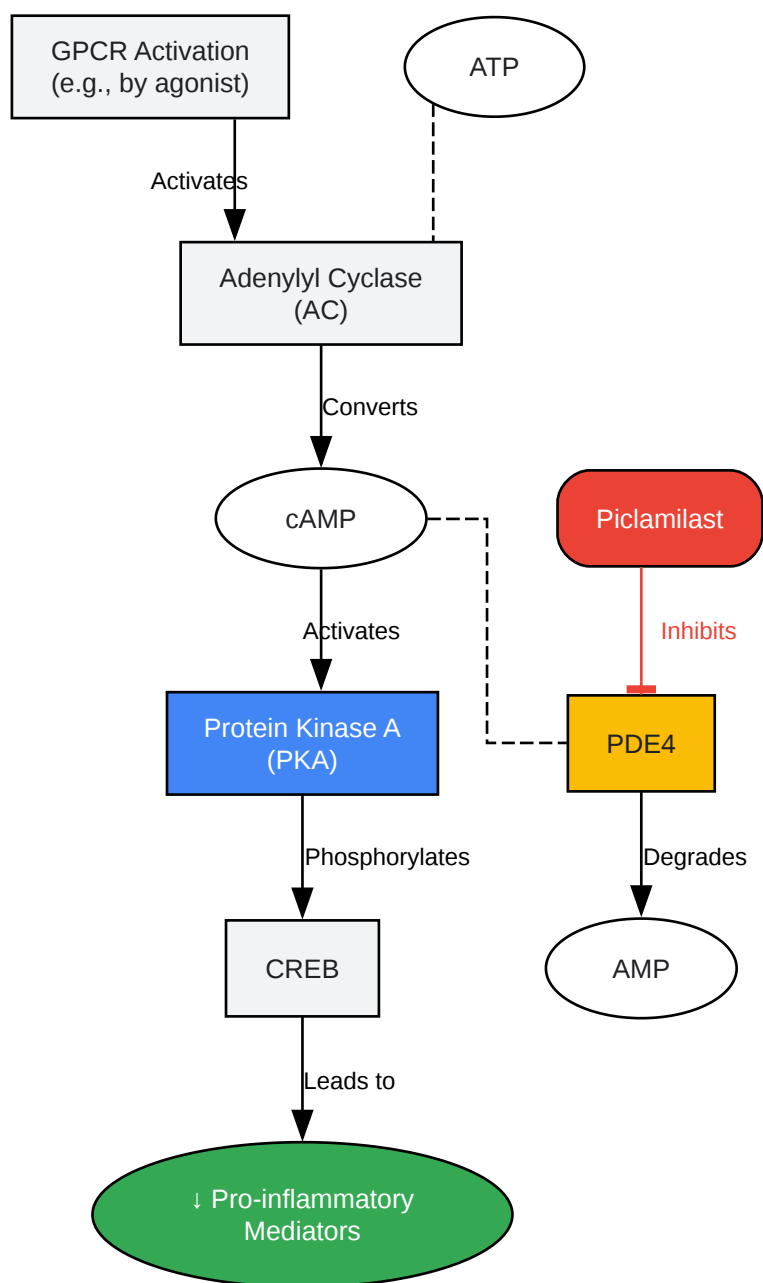 GPCR Activation
(e.g., by agonist)
ATP
Activates
Adenylyl Cyclase
(AC)
Converts
cAMP
Piclamilast
Activates
Inhibits
Protein Kinase A
(PKA)
PDE4
Phosphorylates
Degrades
CREB
AMP
Leads to
↓ Pro-inflammatory
Mediators